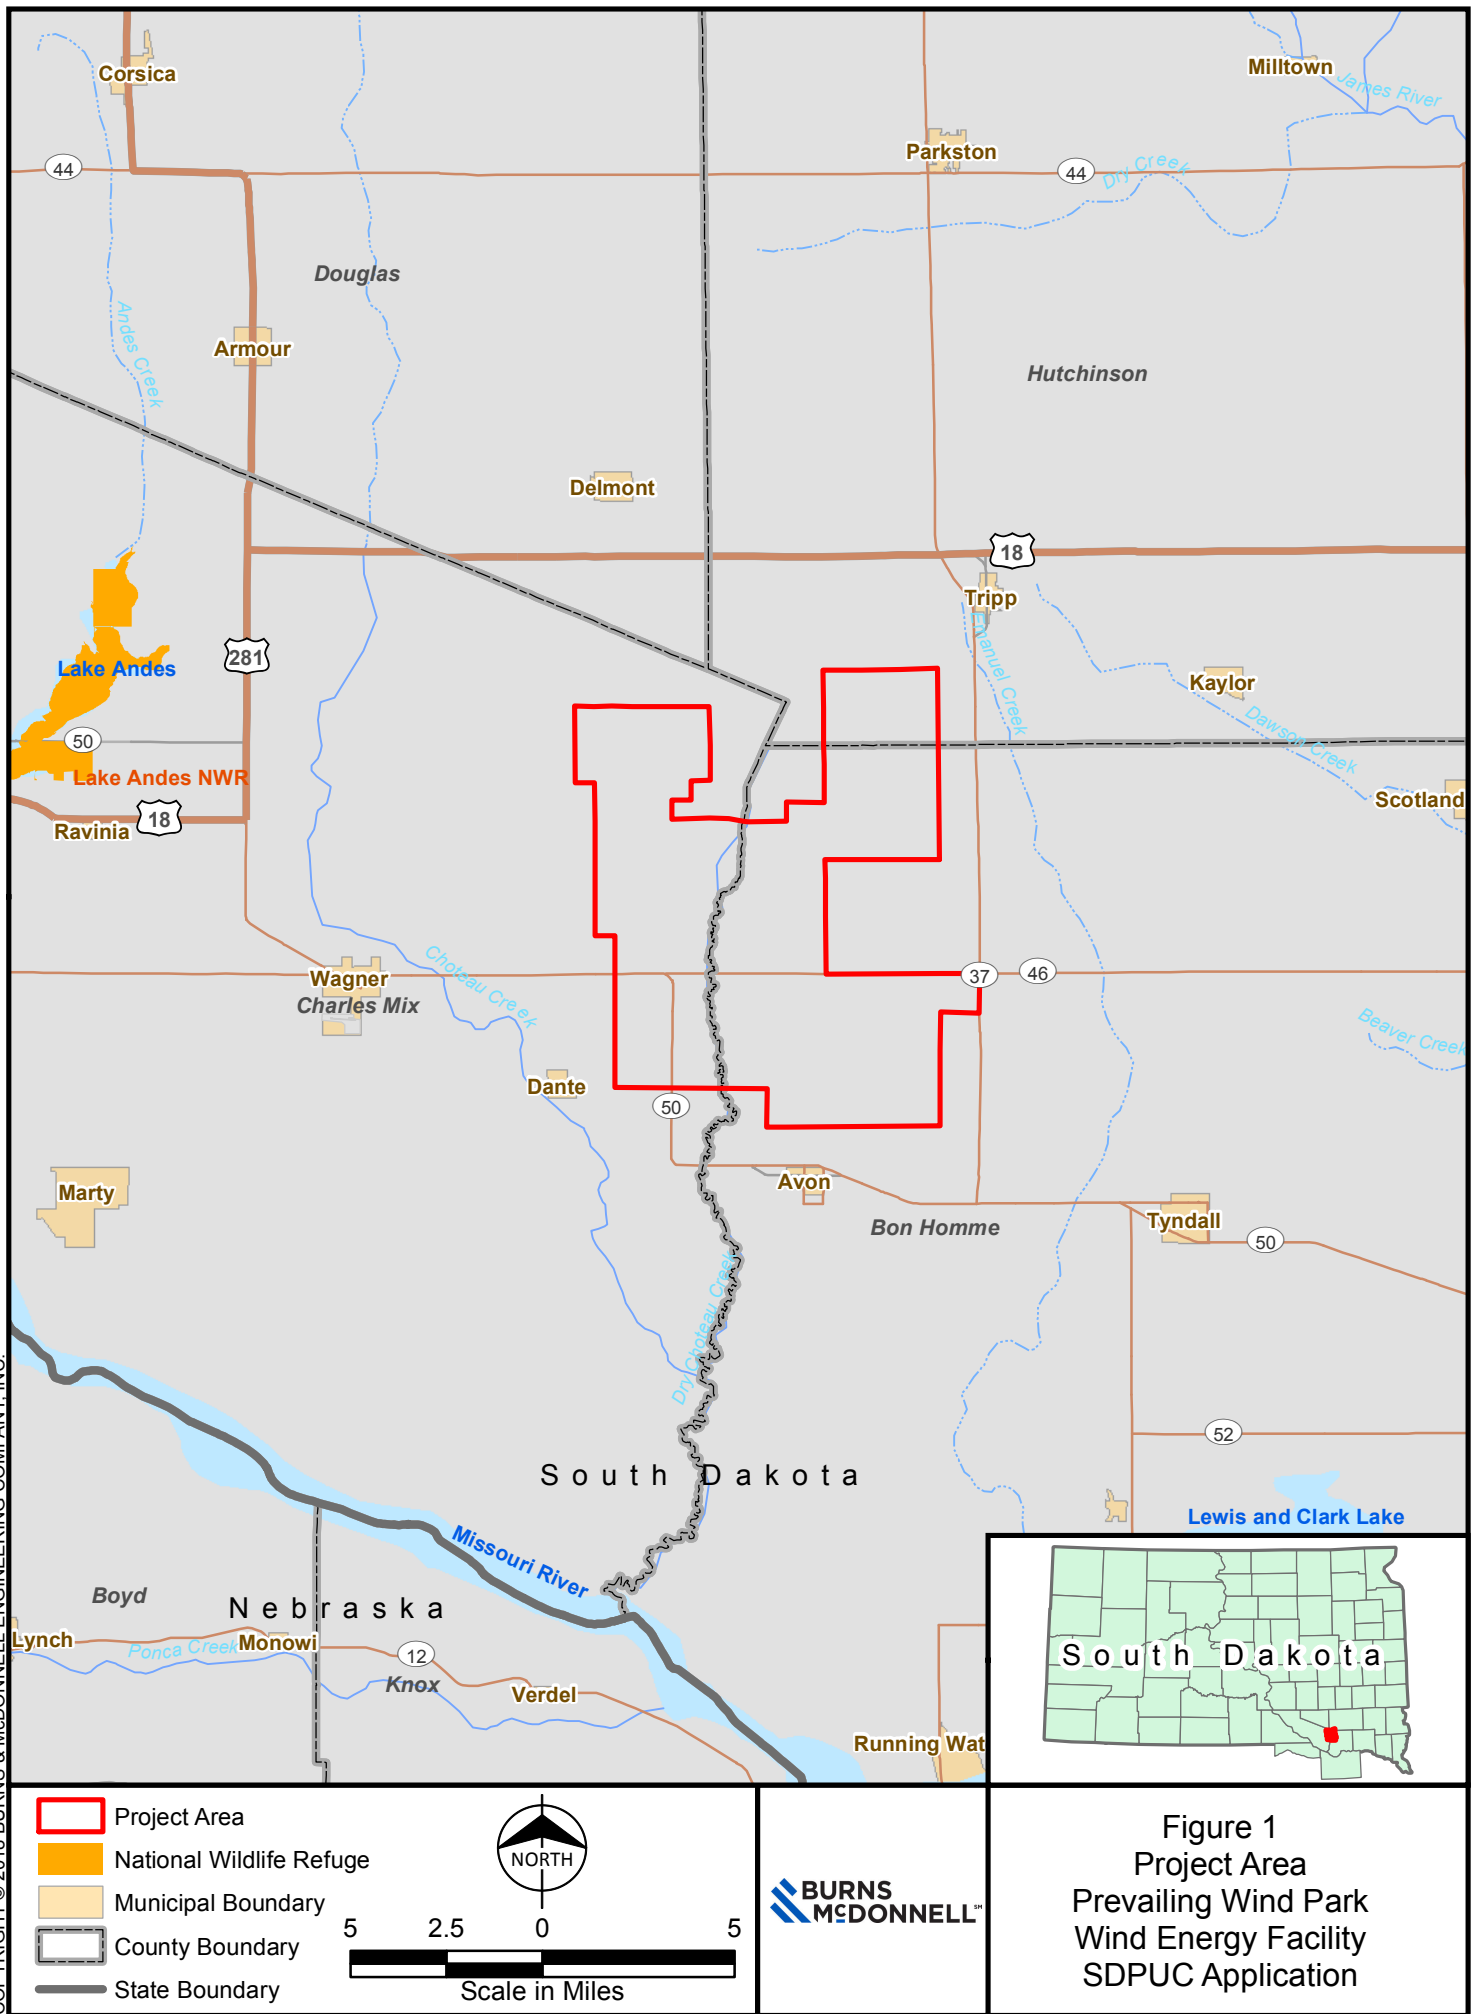 Corsica
Milltown
James River
Parkston
44
44
Dry Creek
Douglas
Andes Creek
Armour
Hutchinson
Delmont
18
Tripp
Emanuel Creek
281
Lake Andes
Kaylor
Dawson Creek
50
Lake Andes NWR
18
Ravinia
Scotland
Choteau Creek
Wagner
Charles Mix
37
46
Beaver Creek
Dante
50
Marty
Avon
Bon Homme
Tyndall
50
Dry Choteau Creek
52
South Dakota
Lewis and Clark Lake
Missouri River
Boyd
Nebraska
Lynch
Ponca Creek
Monowi
12
Knox
Verdel
Running Wat
South Dakota
Project Area
National Wildlife Refuge
Municipal Boundary
County Boundary
State Boundary
NORTH
5 2.5 0 5
Scale in Miles
BURNS
McDONNELL
SM
Figure 1
Project Area
Prevailing Wind Park
Wind Energy Facility
SDPUC Application